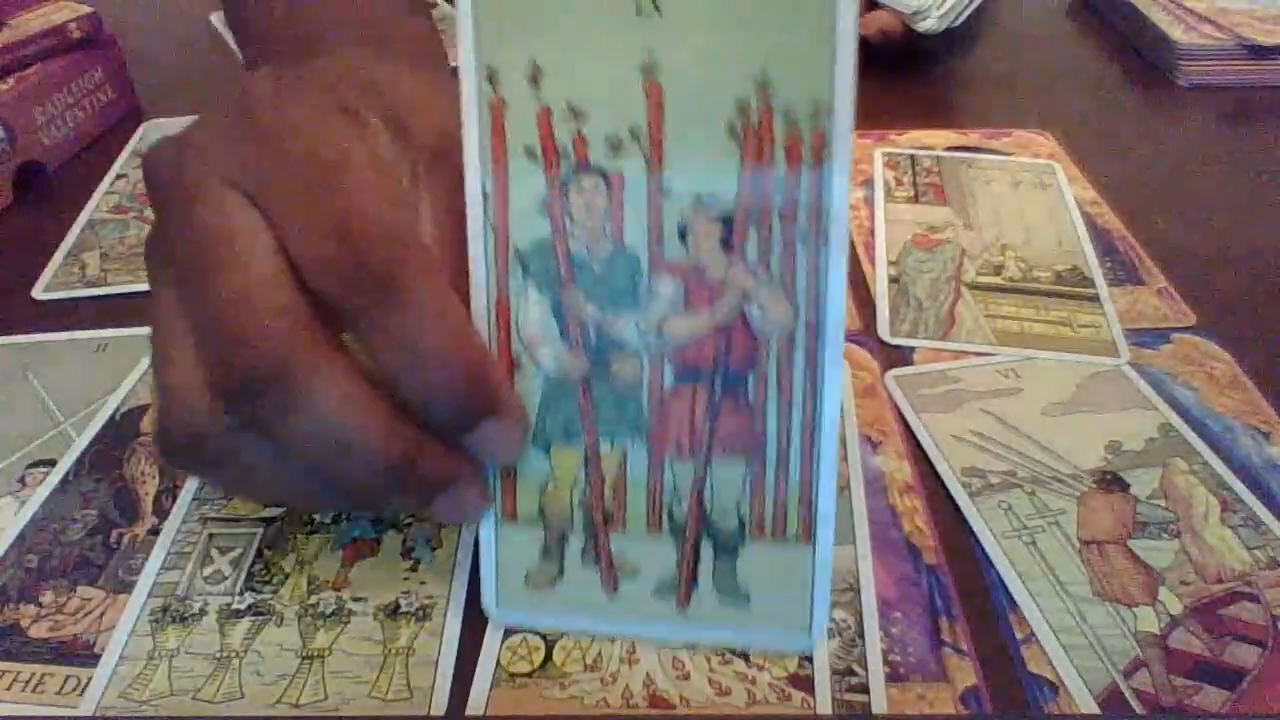 RADLEIGH
VALENTINE
II
VI
THE DE